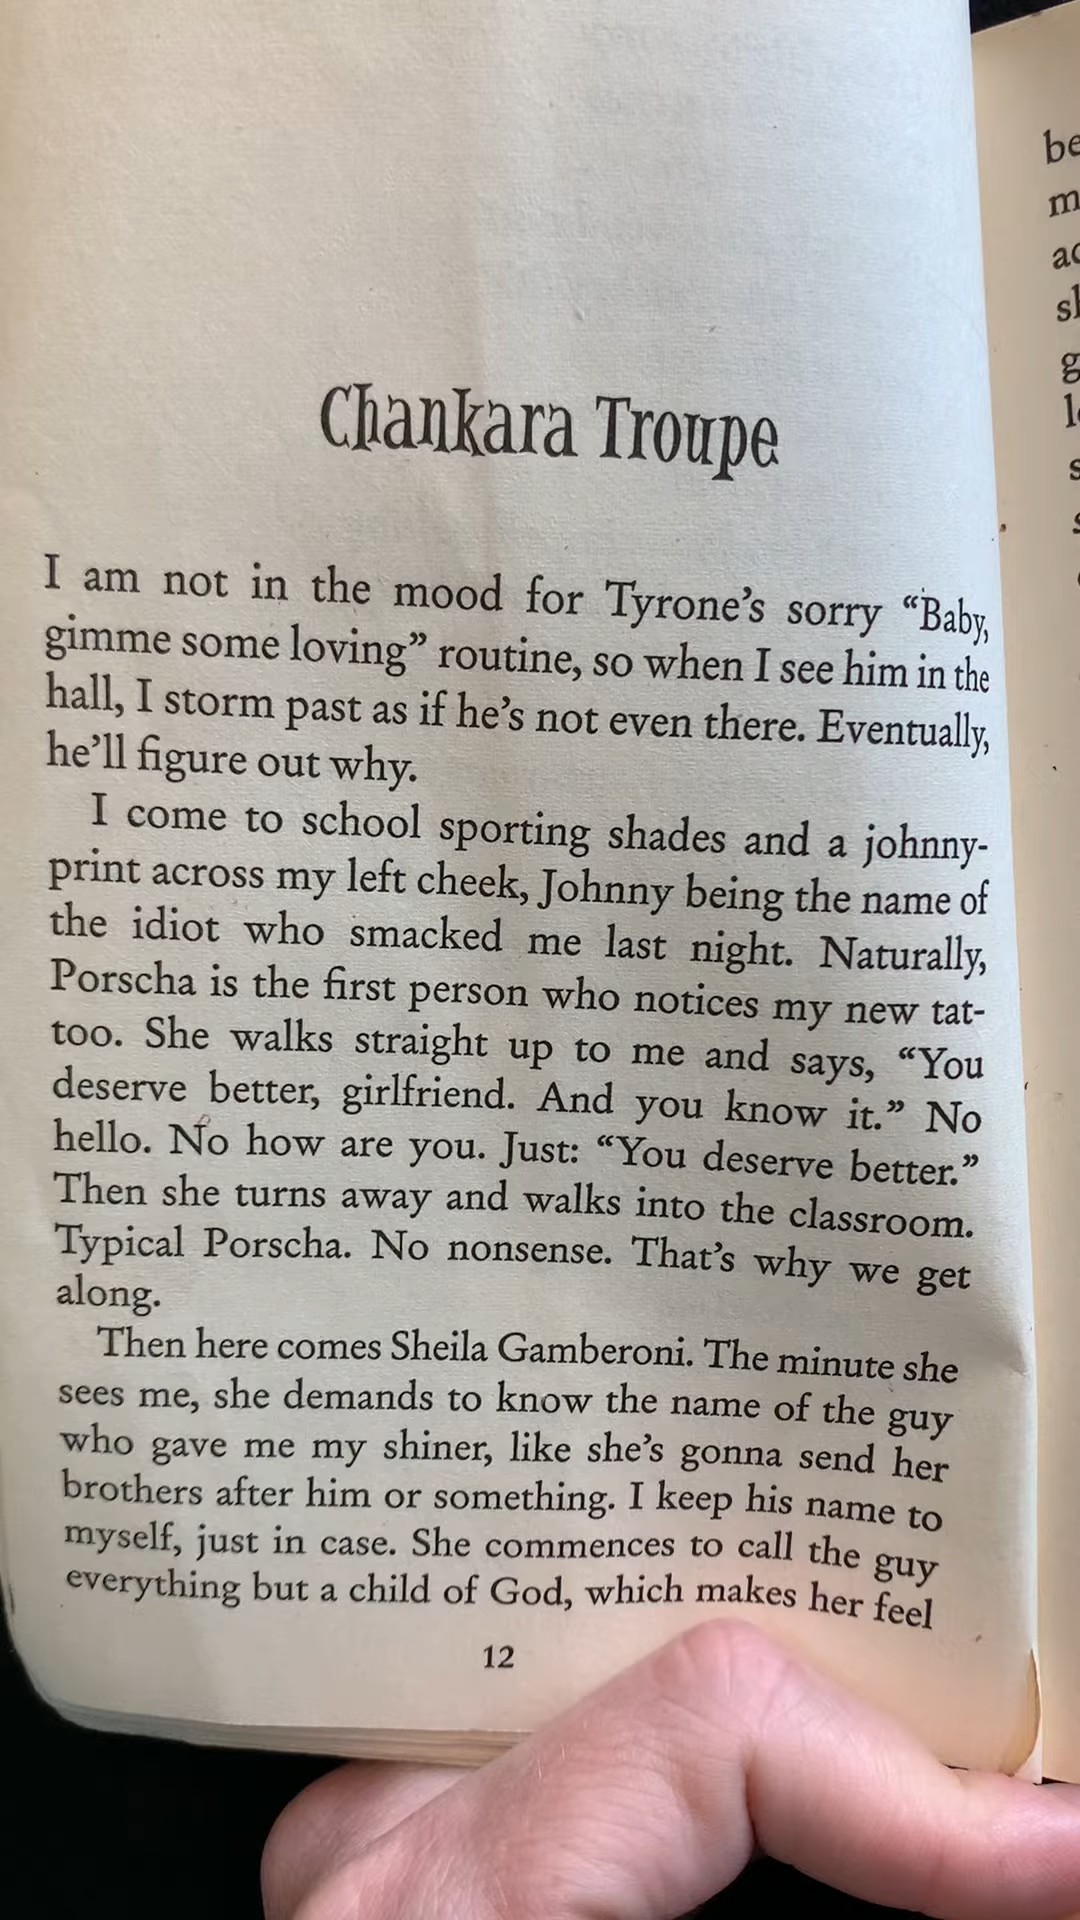 Chankara Troupe
I am not in the mood for Tyrone's sorry “Baby,
gimme some loving” routine, so when I see him in the
hall, I storm past as if he's not even there. Eventually,
he'll figure out why.
I come to school sporting shades and a johnny-
print across my left cheek, Johnny being the name of
the idiot who smacked me last night. Naturally,
Porscha is the first person who notices my new tat-
too. She walks straight up to me and says, “You
deserve better, girlfriend. And you know it.” No
hello. No how are you. Just: “You deserve better.”
Then she turns away and walks into the classroom.
Typical Porscha. No nonsense. That's why we get
along.
Then here comes Sheila Gamberoni. The minute she
sees me, she demands to know the name of the guy
who gave me my shiner, like she's gonna send her
brothers after him or something. I keep his name to
myself, just in case. She commences to call the guy
everything but a child of God, which makes her feel
12
be
m